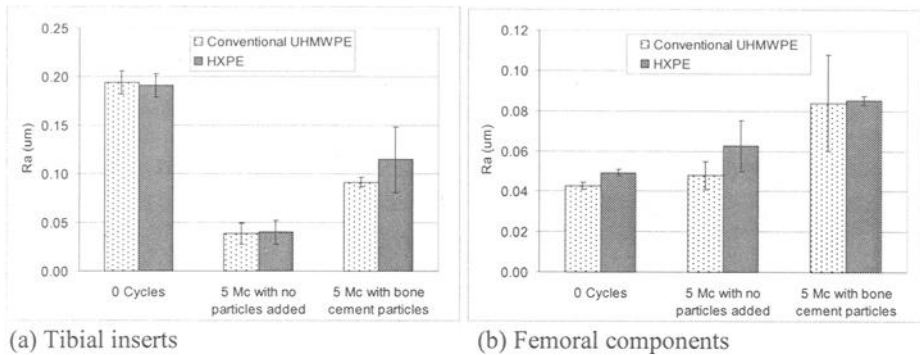 0.25
0.20
0.15
0.10
0.05
0.00
Ra (um)
Conventional UHMWPE
HXPE
0 Cycles
5 Mc with no
particles added
5 Mc with bone
cement particles
(a) Tibial inserts
0.12
0.10
0.08
0.06
0.04
0.02
0.00
Ra (um)
Conventional UHMWPE
HXPE
0 Cycles
5 Mc with no
particles added
5 Mc with bone
cement particles
(b) Femoral components